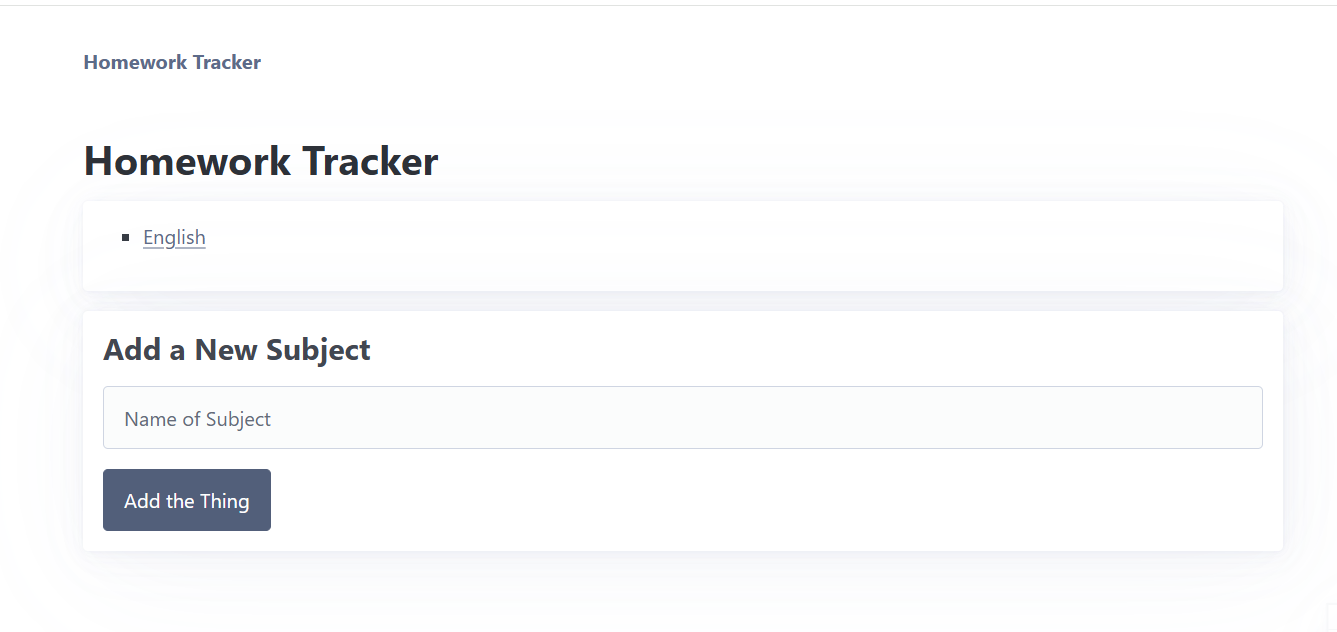 Homework Tracker
Homework Tracker
English
Add a New Subject
Name of Subject
Add the Thing